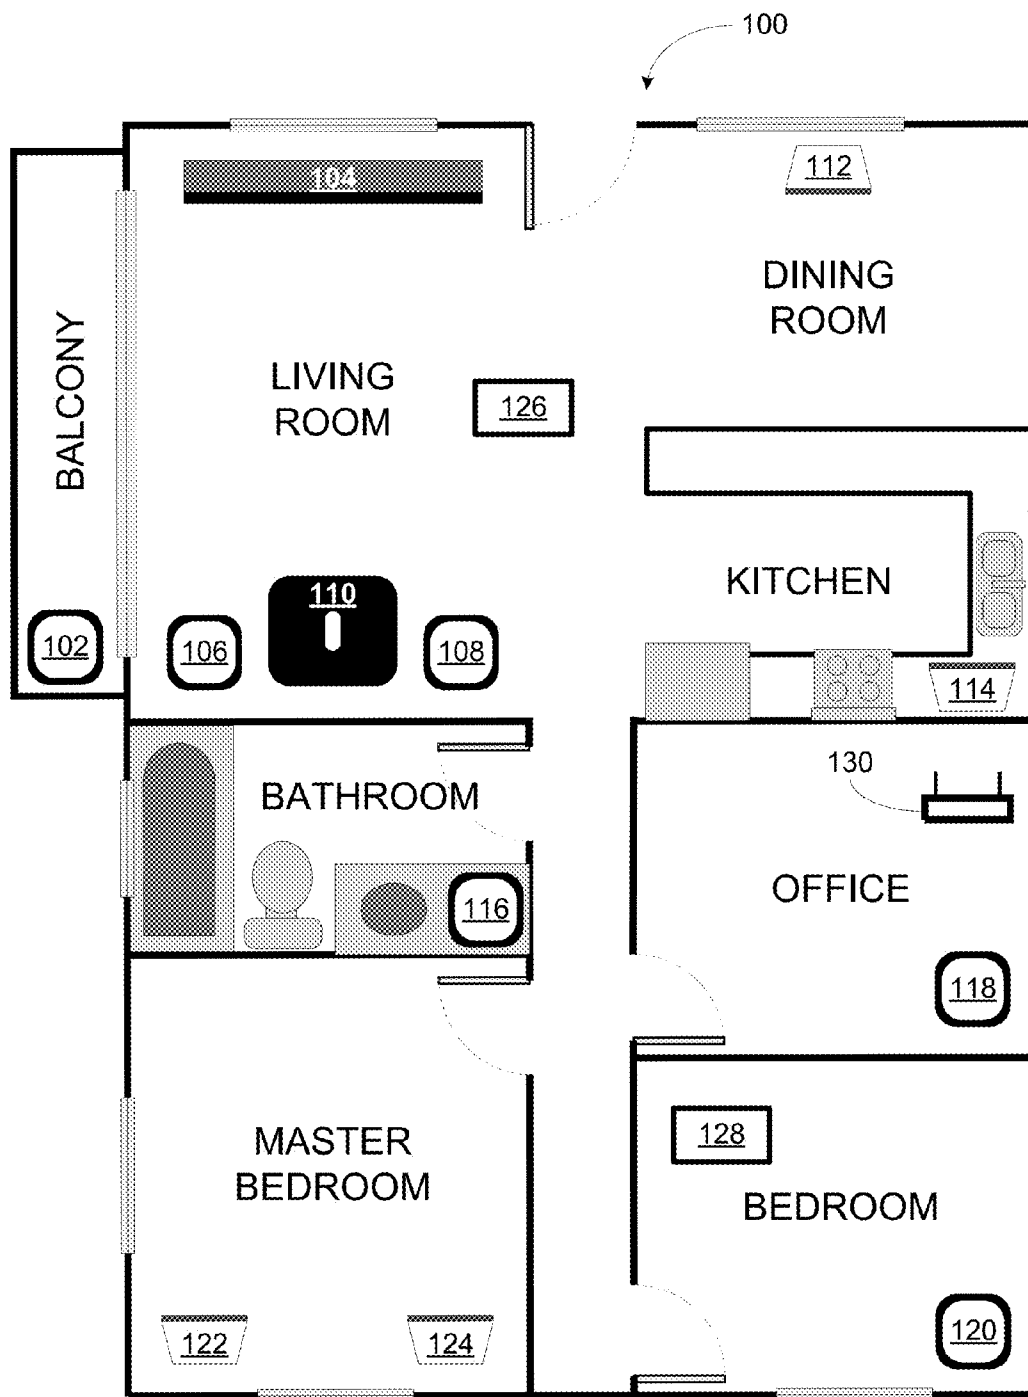 100
104
112
DINING
ROOM
BALCONY
LIVING
ROOM
126
KITCHEN
110
102
106
108
114
130
BATHROOM
OFFICE
116
118
128
MASTER
BEDROOM
BEDROOM
122
124
120